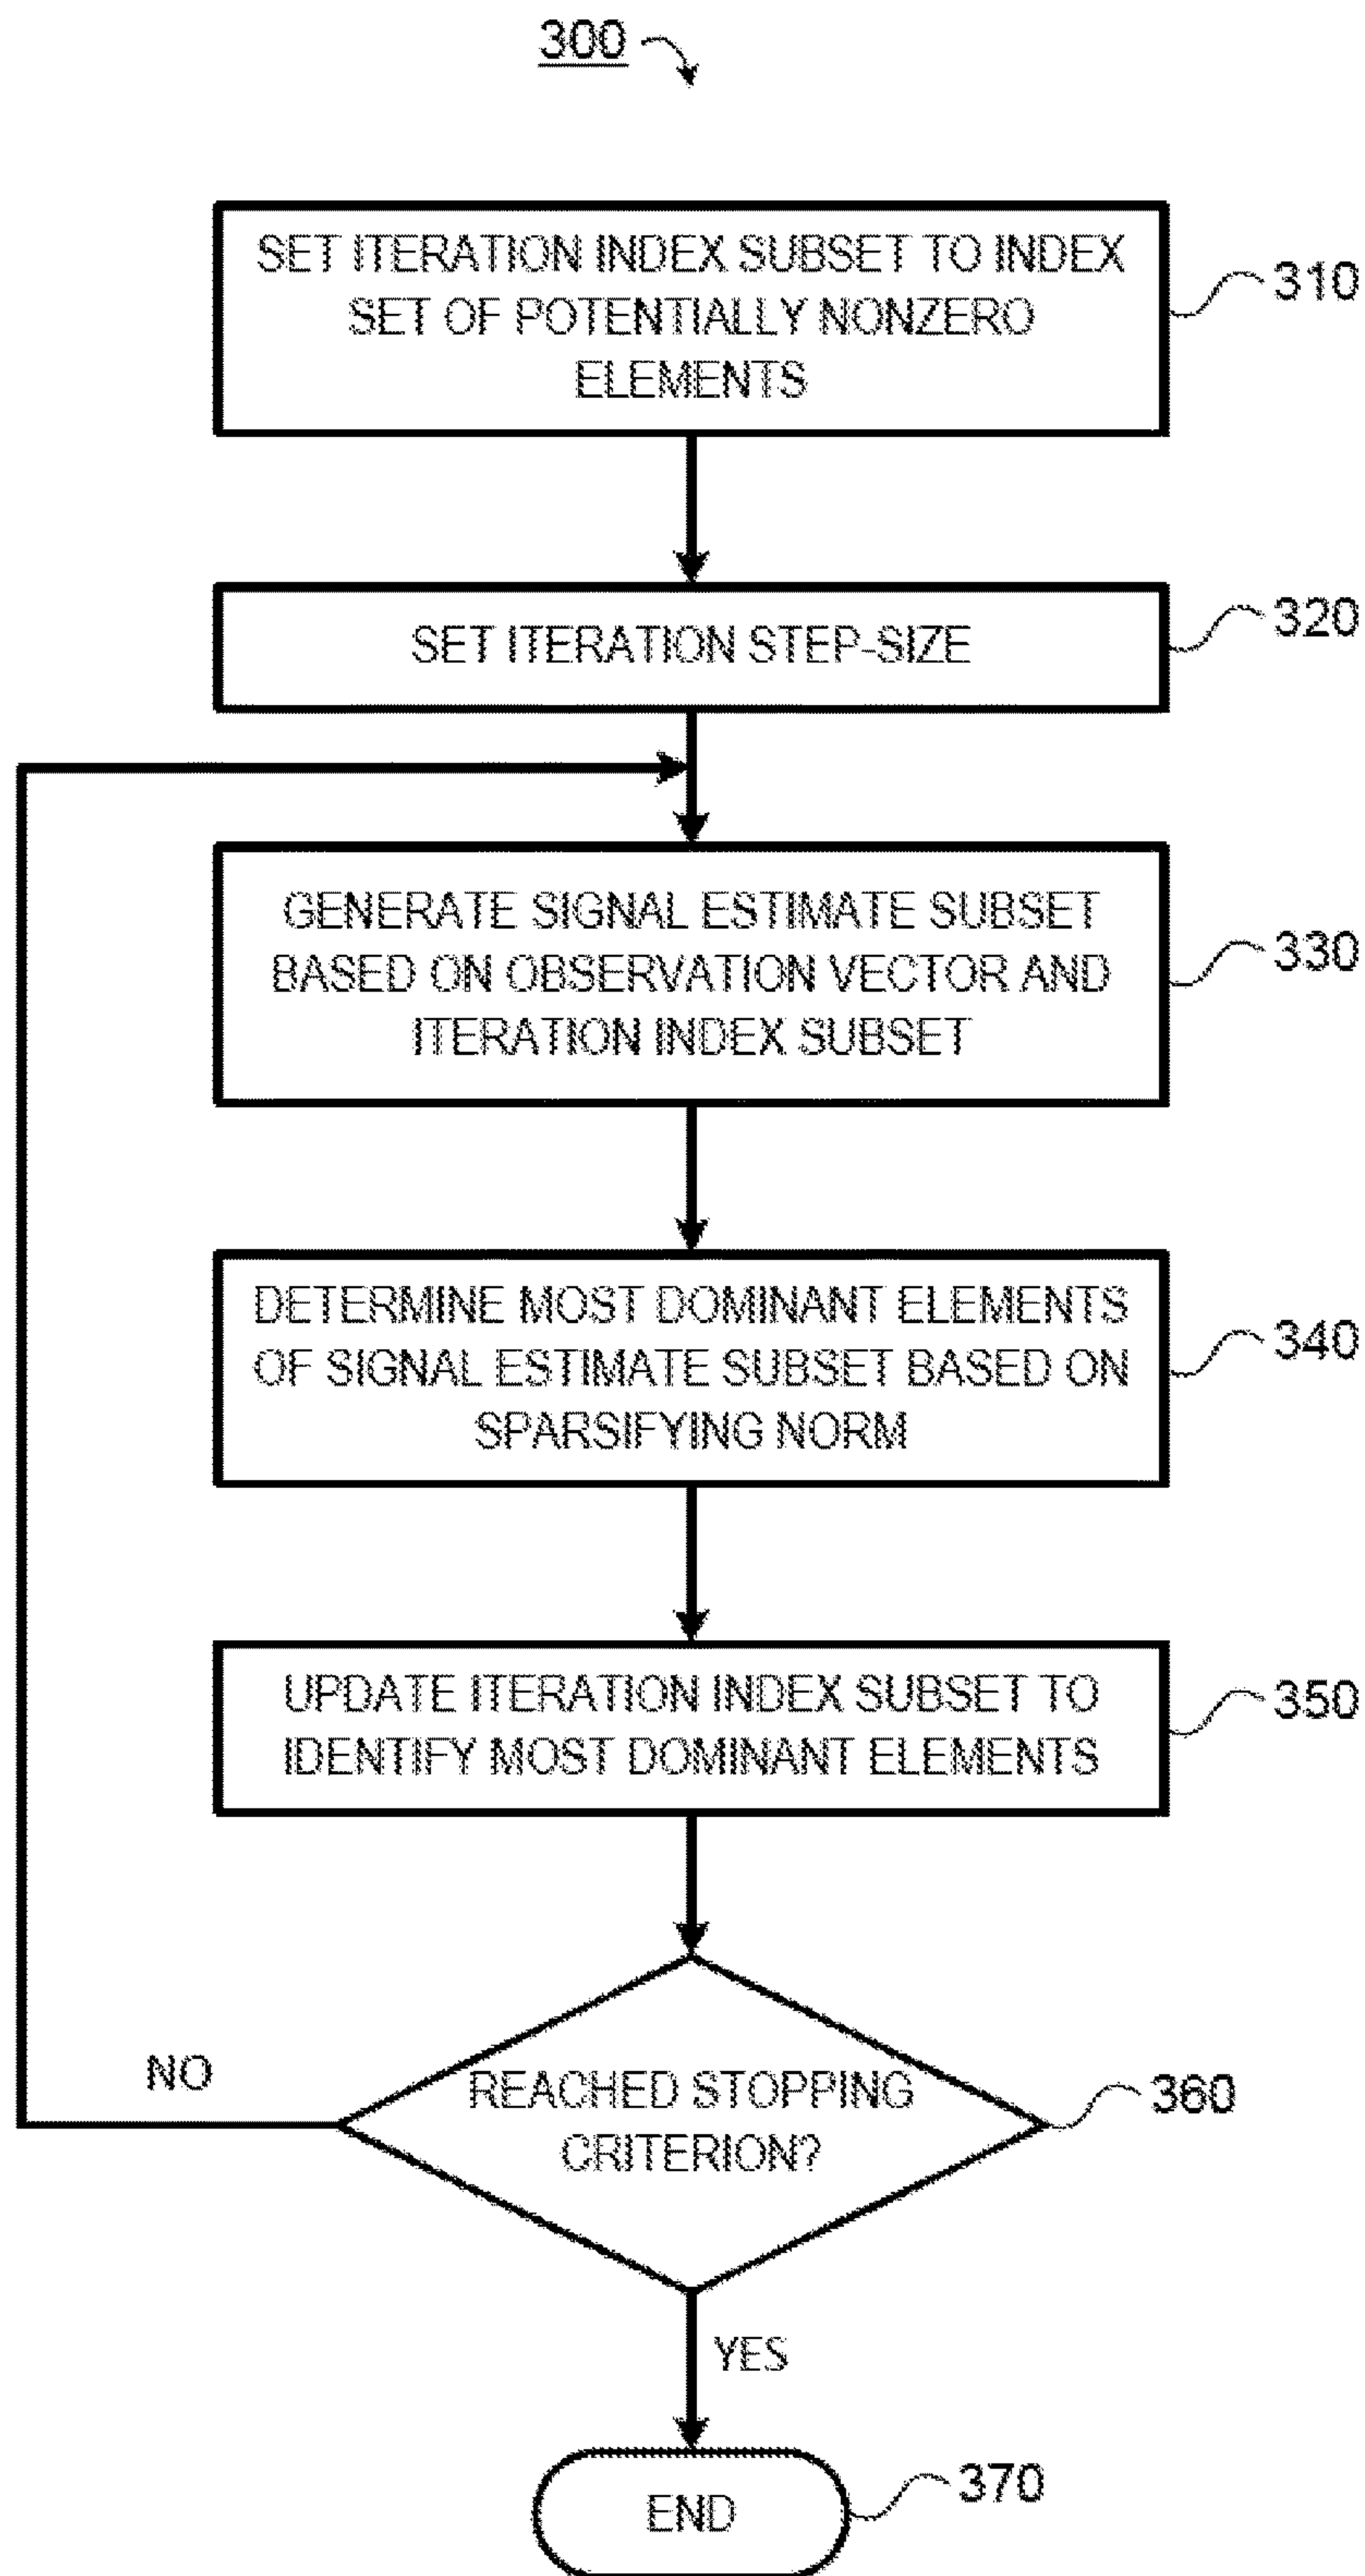 300
SET ITERATION INDEX SUBSET TO INDEX
SET OF POTENTIALLY NONZERO
ELEMENTS
310
SET ITERATION STEP-SIZE
320
GENERATE SIGNAL ESTIMATE SUBSET
BASED ON OBSERVATION VECTOR AND
ITERATION INDEX SUBSET
330
DETERMINE MOST DOMINANT ELEMENTS
OF SIGNAL ESTIMATE SUBSET BASED ON
SPARSIFYING NORM
340
UPDATE ITERATION INDEX SUBSET TO
IDENTIFY MOST DOMINANT ELEMENTS
350
NO
REACHED STOPPING
CRITERION?
360
YES
END
370